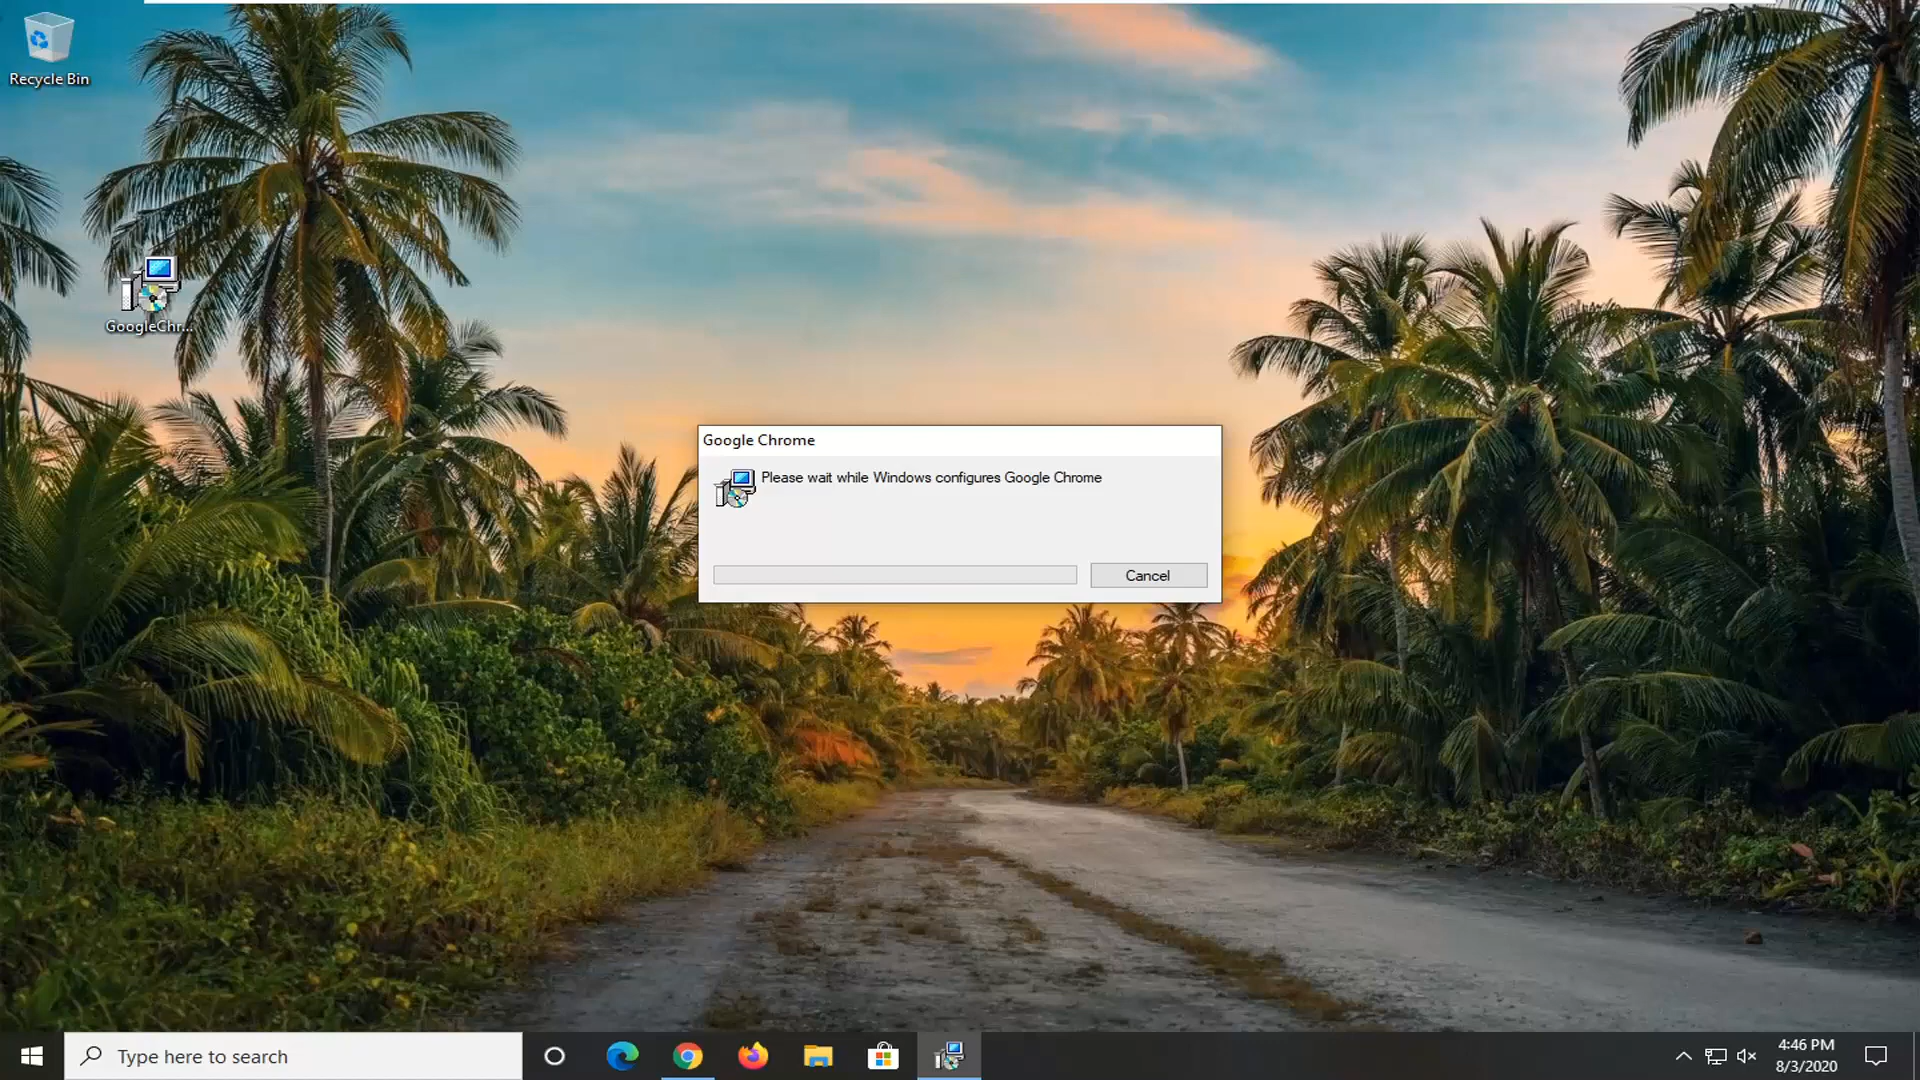 Recycle Bin
GoogleChr...
Google Chrome
Please wait while Windows configures Google Chrome
Cancel
Type here to search
4:46 PM
8/3/2020